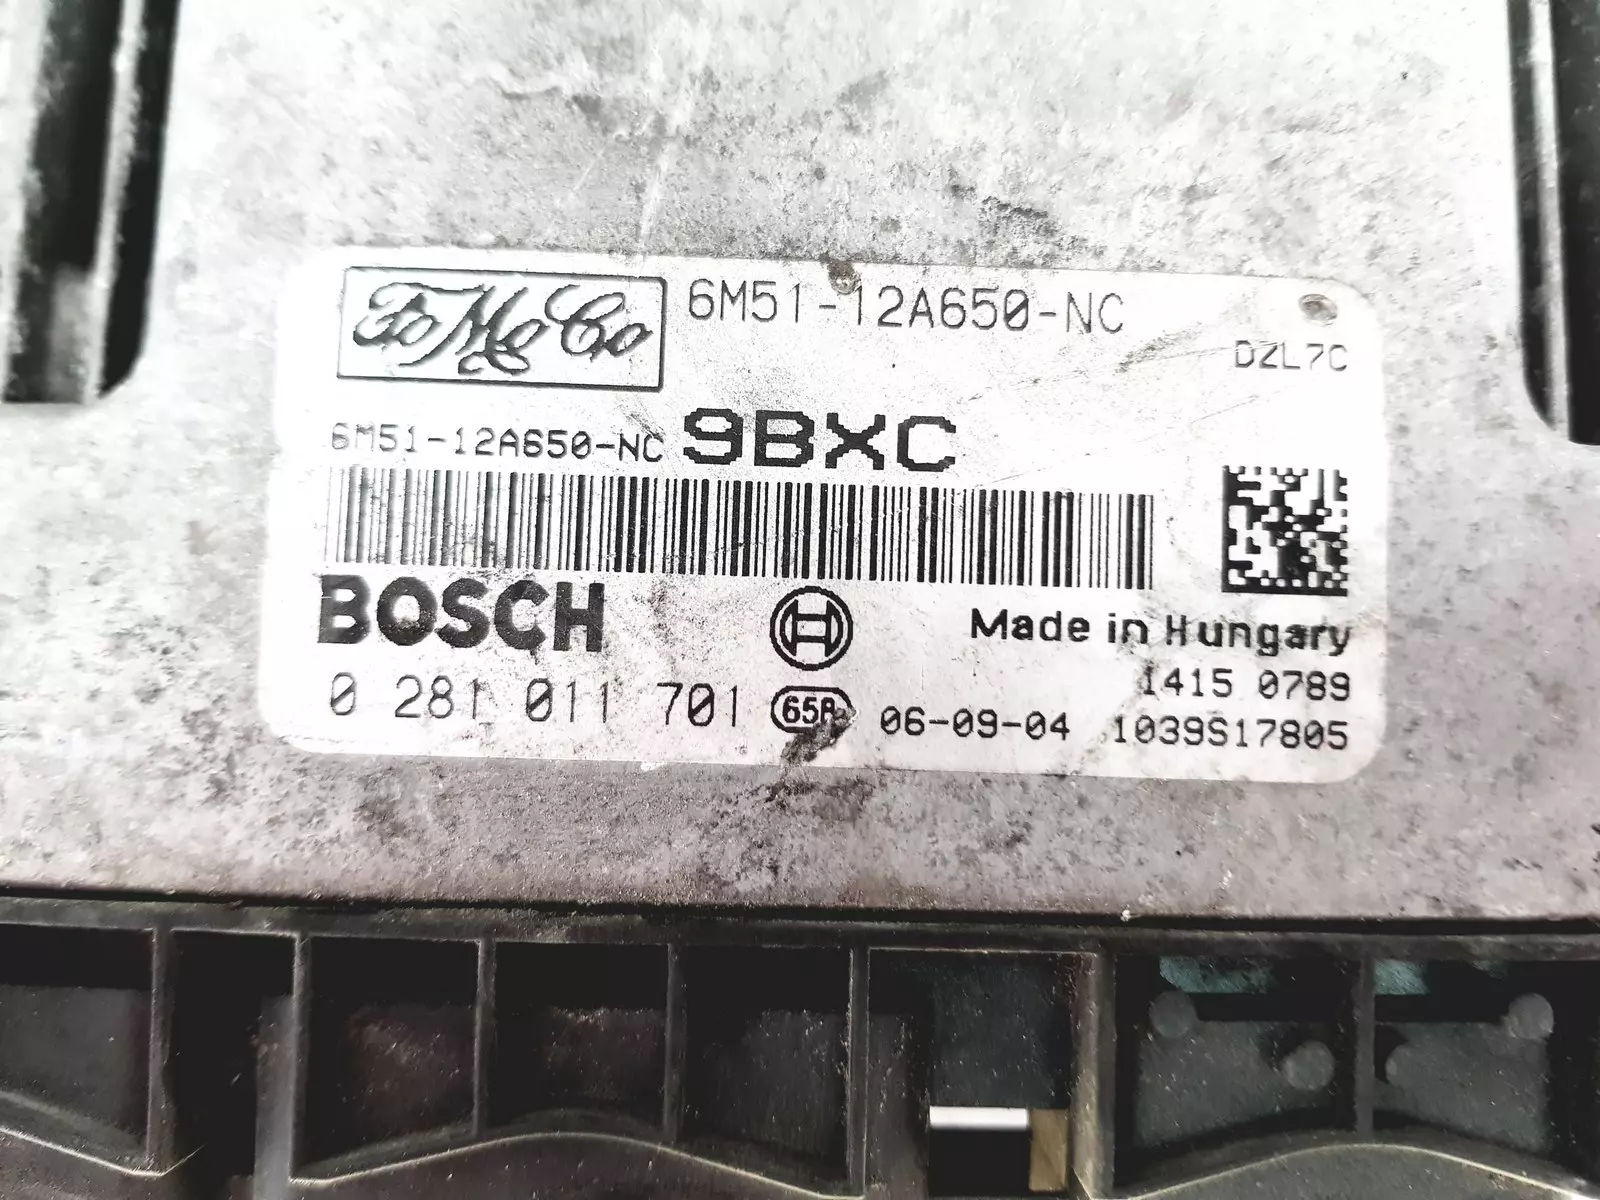 FoMoCo
6M51-12A650-NC
DZL7C
6M51-12A650-NC 9BXC
BOSCH
Made in Hungary
1415 0789
0 281 011 701 65A 06-09-04 1039S17805